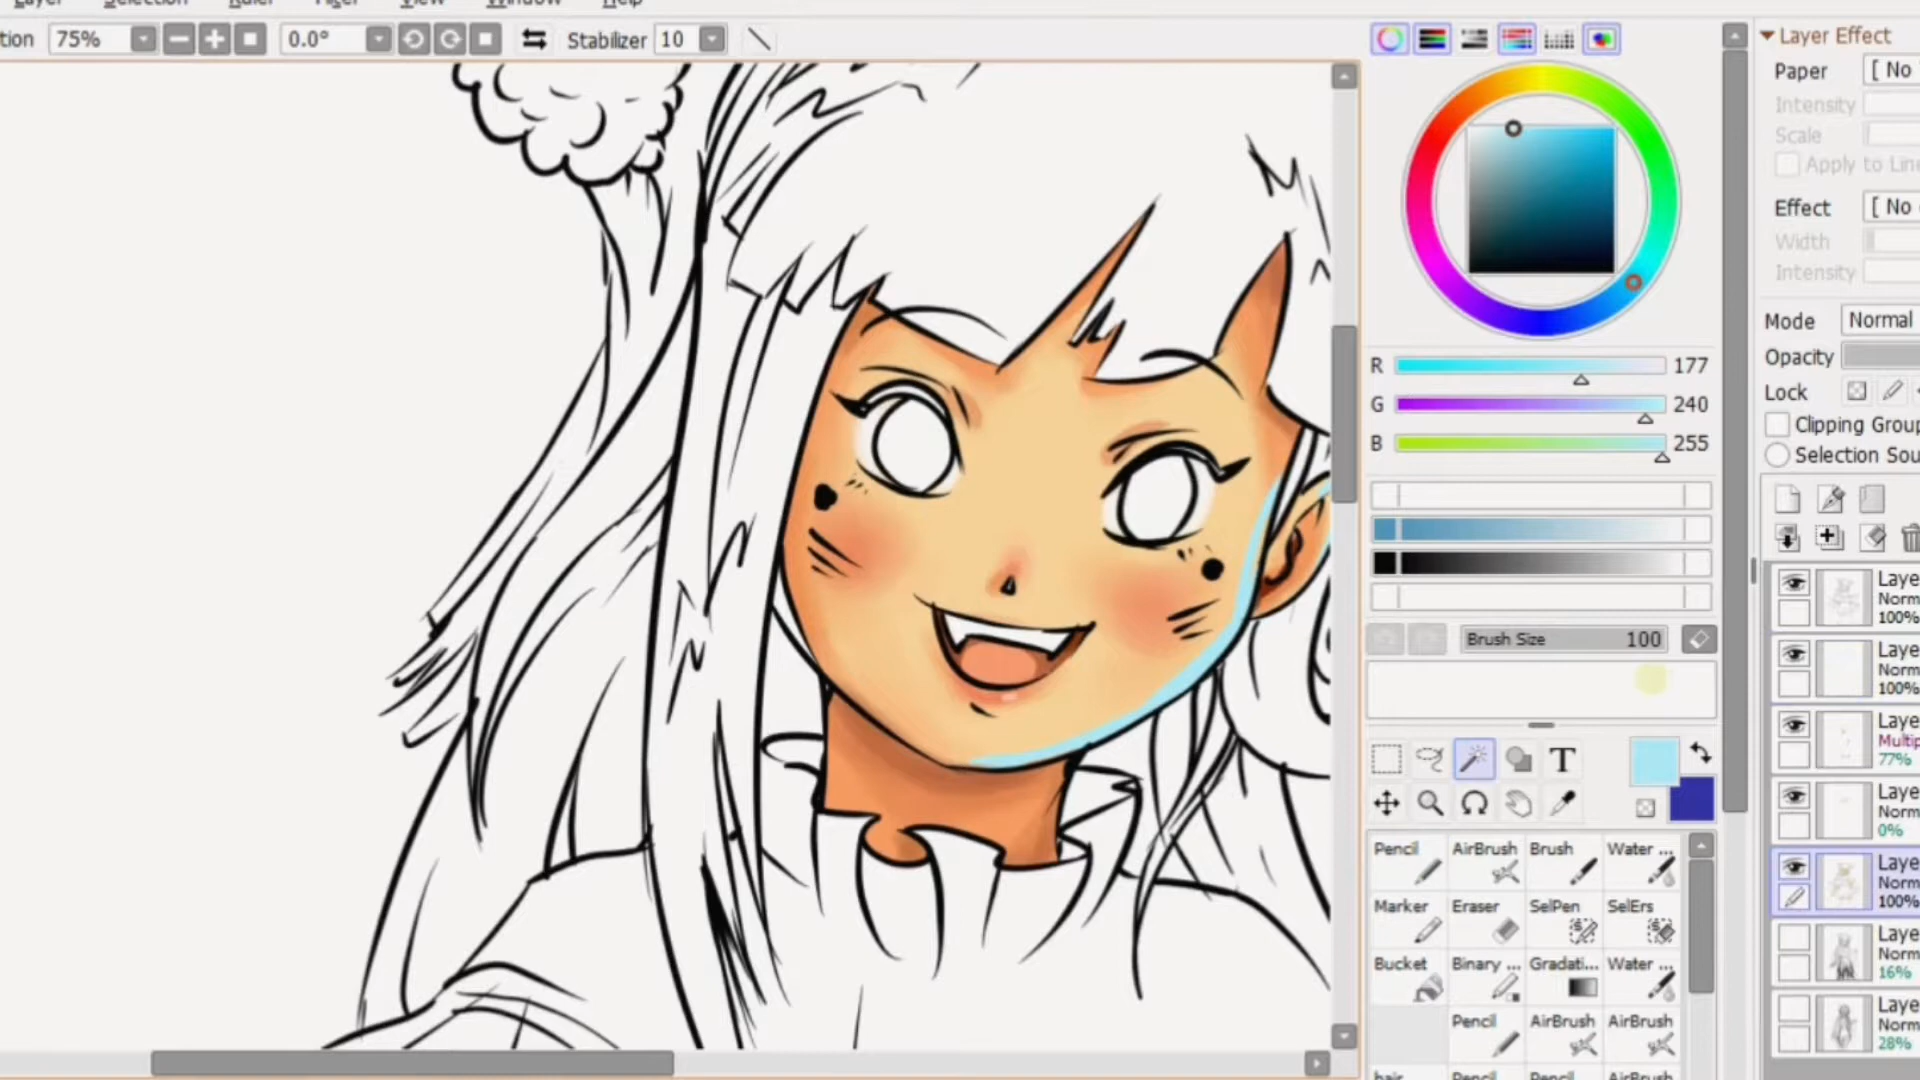 Layer Selection Ruler Filter View Window Help
tion 75% 0.0° Stabilizer 10
Layer Effect
Paper [ No
Intensity
Scale
Apply to Line
Effect [ No
Width
Intensity
Mode Normal
Opacity
Lock
Clipping Group
Selection Sou
R 177
G 240
B 255
Brush Size 100
T
Pencil AirBrush Brush Water ...
Marker Eraser SelPen SelErs
Bucket Binary ... Gradati... Water ...
Pencil AirBrush AirBrush
hair Pencil Pencil AirBrush
Laye
Norm
100%
Laye
Norm
100%
Laye
Multip
77%
Laye
Norm
0%
Laye
Norm
100%
Laye
Norm
16%
Laye
Norm
28%